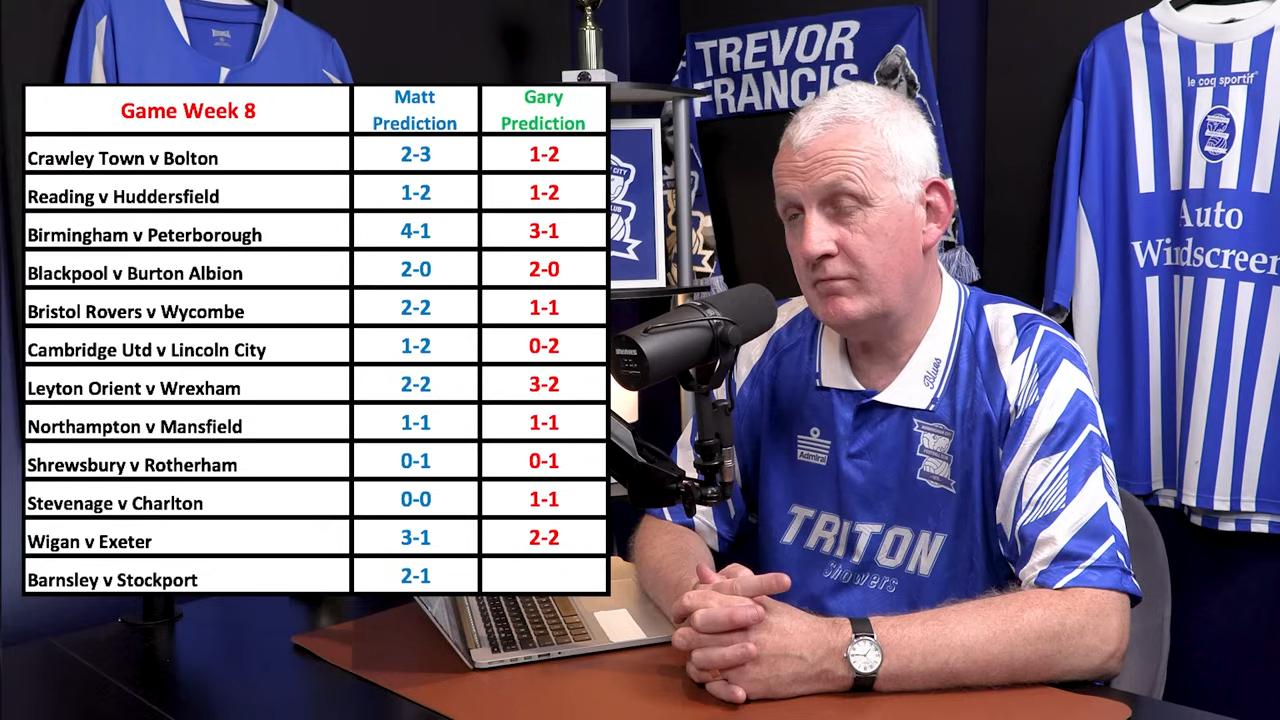 Game Week 8 Matt Prediction Gary Prediction
Crawley Town v Bolton 2-3 1-2
Reading v Huddersfield 1-2 1-2
Birmingham v Peterborough 4-1 3-1
Blackpool v Burton Albion 2-0 2-0
Bristol Rovers v Wycombe 2-2 1-1
Cambridge Utd v Lincoln City 1-2 0-2
Leyton Orient v Wrexham 2-2 3-2
Northampton v Mansfield 1-1 1-1
Shrewsbury v Rotherham 0-1 0-1
Stevenage v Charlton 0-0 1-1
Wigan v Exeter 3-1 2-2
Barnsley v Stockport 2-1
TREVOR
FRANCIS
le coq sportif
Auto
Windscreen
Blues
Admiral
TRITON
Showers